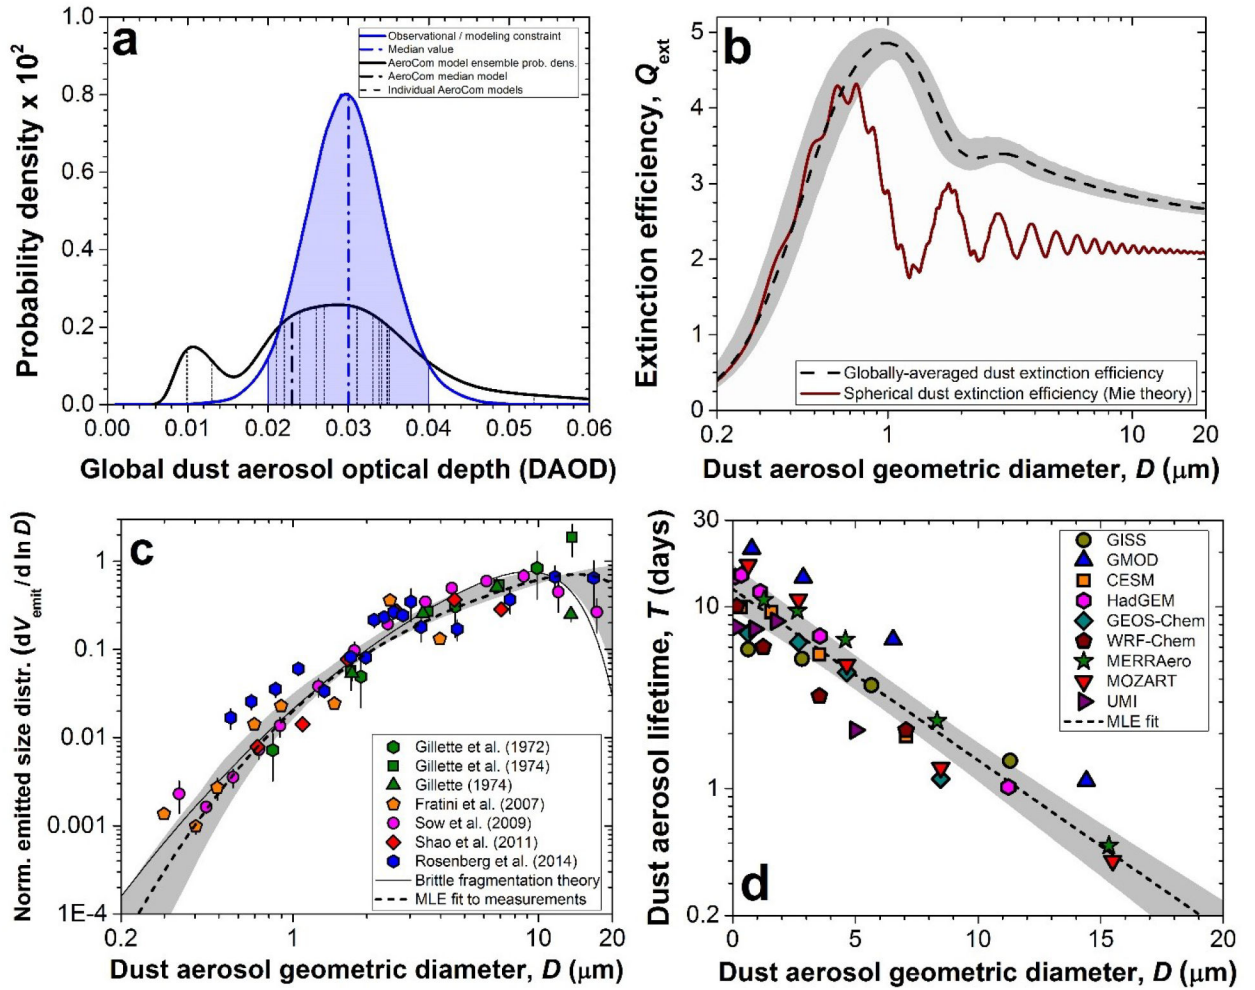 a
Observational / modeling constraint
Median value
AeroCom model ensemble prob. dens.
AeroCom median model
Individual AeroCom models
Probability density x 10²
1.0
0.8
0.6
0.4
0.2
0.0
0.00 0.01 0.02 0.03 0.04 0.05 0.06
Global dust aerosol optical depth (DAOD)
b
Extinction efficiency, Qext
5
4
3
2
1
0
Globally-averaged dust extinction efficiency
Spherical dust extinction efficiency (Mie theory)
0.2 1 10 20
Dust aerosol geometric diameter, D (μm)
c
Norm. emitted size distr. (dVemit / d ln D)
1
0.1
0.01
0.001
1E-4
Gillette et al. (1972)
Gillette et al. (1974)
Gillette (1974)
Fratini et al. (2007)
Sow et al. (2009)
Shao et al. (2011)
Rosenberg et al. (2014)
Brittle fragmentation theory
MLE fit to measurements
0.2 1 10 20
Dust aerosol geometric diameter, D (μm)
d
Dust aerosol lifetime, T (days)
30
10
1
0.2
GISS
GMOD
CESM
HadGEM
GEOS-Chem
WRF-Chem
MERRAero
MOZART
UMI
MLE fit
0 5 10 15 20
Dust aerosol geometric diameter, D (μm)